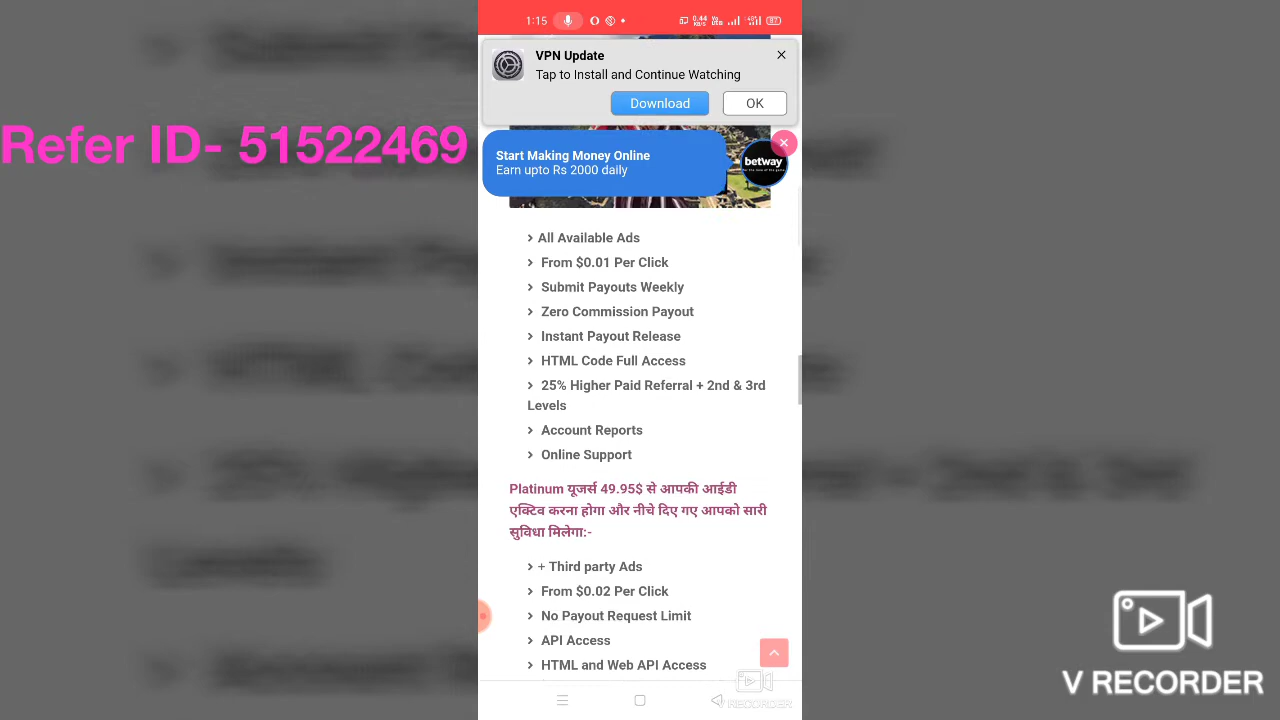 1:15
0.44
KB/S
87
VPN Update
Tap to Install and Continue Watching
Download
OK
Refer ID- 51522469
Start Making Money Online
Earn upto Rs 2000 daily
betway
All Available Ads
From $0.01 Per Click
Submit Payouts Weekly
Zero Commission Payout
Instant Payout Release
HTML Code Full Access
25% Higher Paid Referral + 2nd & 3rd
Levels
Account Reports
Online Support
Platinum यूजर्स 49.95$ से आपकी आईडी
एक्टिव करना होगा और नीचे दिए गए आपको सारी
सुविधा मिलेगा:-
+ Third party Ads
From $0.02 Per Click
No Payout Request Limit
API Access
HTML and Web API Access
V RECORDER